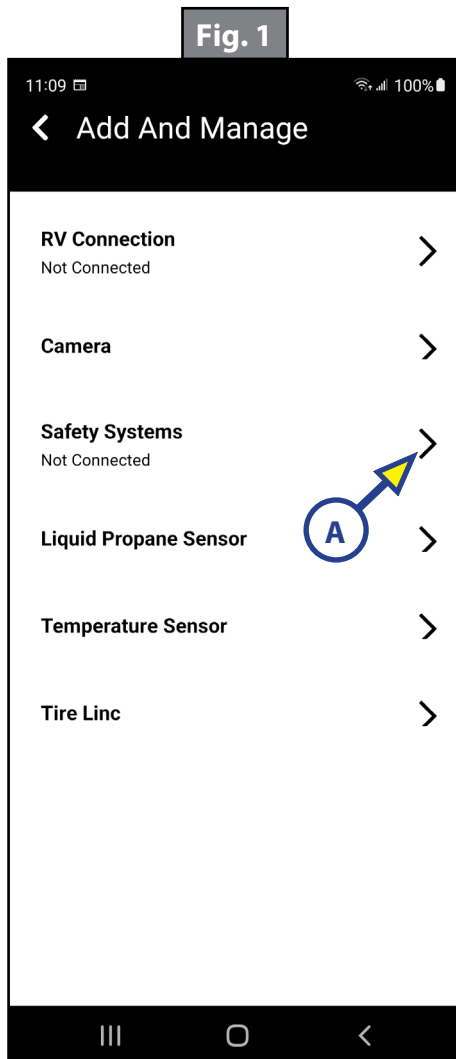 Fig. 1
11:09 100%
Add And Manage
RV Connection
Not Connected
Camera
Safety Systems
Not Connected
A
Liquid Propane Sensor
Temperature Sensor
Tire Linc